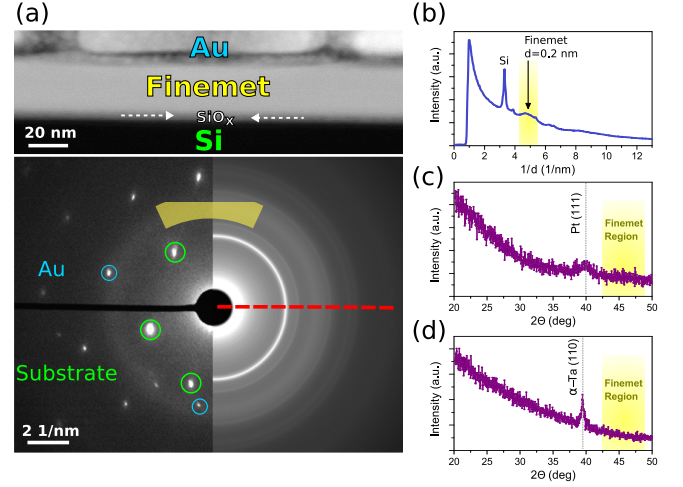 (a)
Au
Finemet
SiOx
20 nm
Si
Au
Substrate
2 1/nm
(b)
Intensity (a.u.)
Finemet
d=0.2 nm
Si
0 2 4 6 8 10 12
1/d (1/nm)
(c)
Intensity (a.u.)
Pt (111)
Finemet
Region
20 25 30 35 40 45 50
2Θ (deg)
(d)
Intensity (a.u.)
α-Ta (110)
Finemet
Region
20 25 30 35 40 45 50
2Θ (deg)